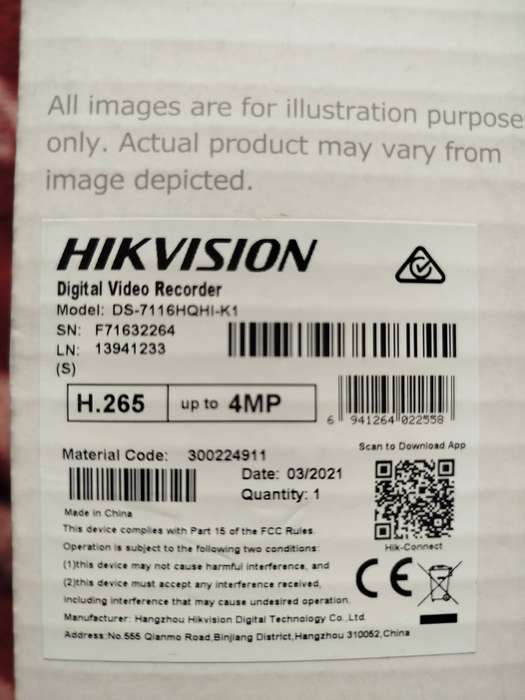 All images are for illustration purpose
only. Actual product may vary from
image depicted.
HIKVISION
Digital Video Recorder
Model: DS-7116HQHI-K1
SN: F71632264
LN: 13941233
(S)
H.265 up to 4MP
6 941264 022558
Material Code: 300224911
Scan to Download App
Date: 03/2021
Quantity: 1
Made in China
Hik-Connect
This device complies with Part 15 of the FCC Rules.
Operation is subject to the following two conditions:
(1)this device may not cause harmful interference, and
(2)this device must accept any interference received,
including interference that may cause undesired operation.
CE
Manufacturer: Hangzhou Hikvision Digital Technology Co.,Ltd.
Address:No.555 Qianmo Road,Binjiang District,Hangzhou 310052,China